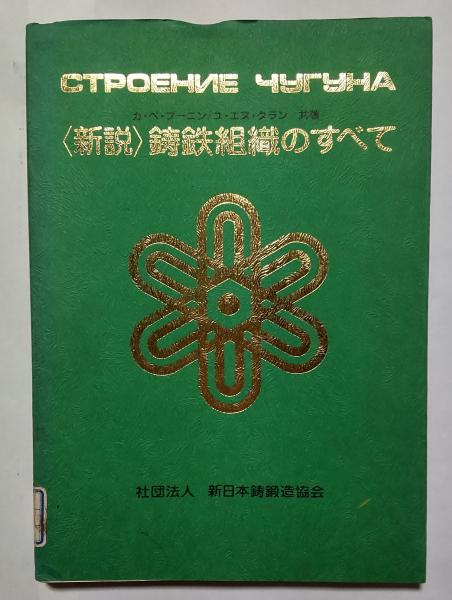 СТРОЕНИЕ ЧУГУНА
カ・ペ・ブーニン/ユ・エヌ・タラン 共著
〈新説〉鋳鉄組織のすべて
社団法人 新日本鋳鍛造協会